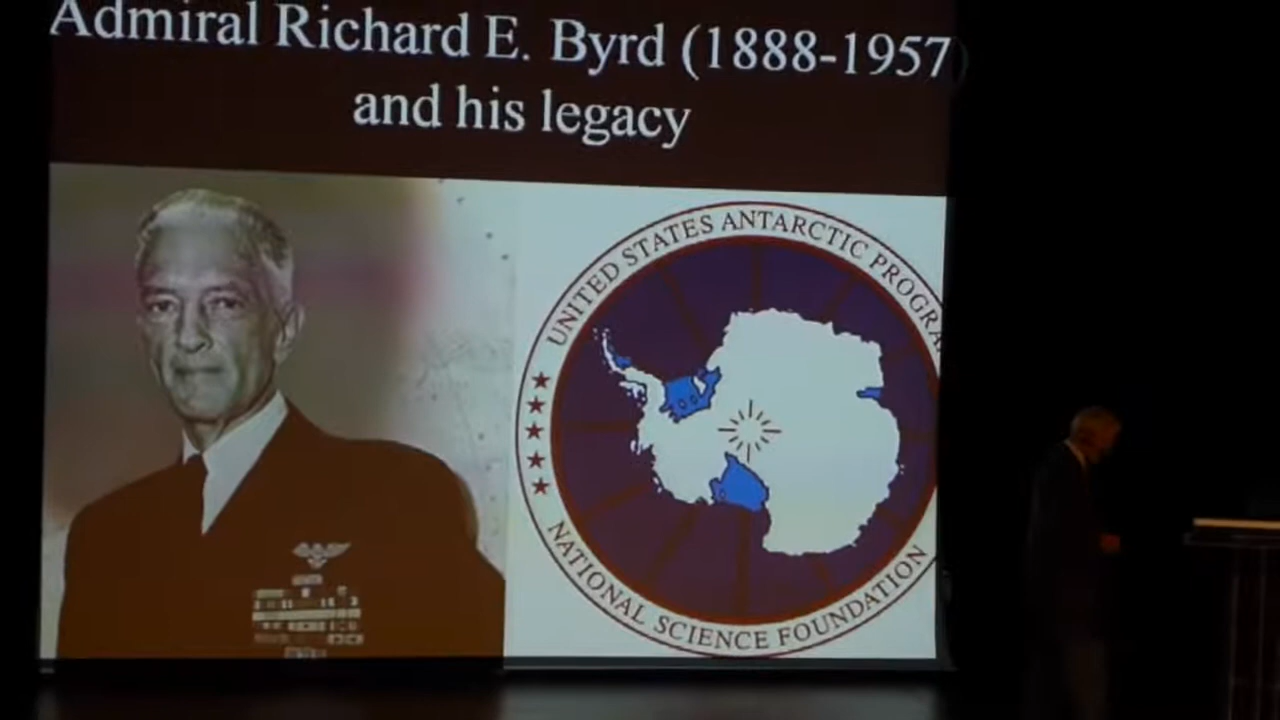 Admiral Richard E. Byrd (1888-1957)
and his legacy
UNITED STATES ANTARCTIC PROGRA
NATIONAL SCIENCE FOUNDATION